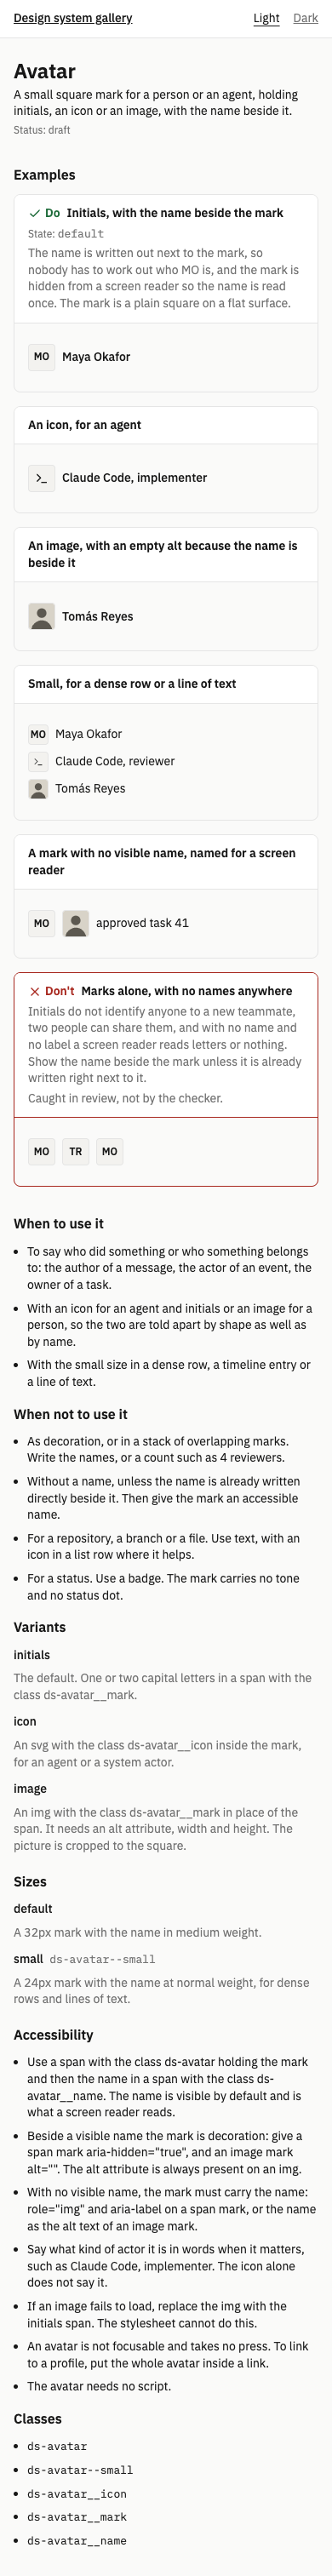 Design system gallery Light Dark
Avatar
A small square mark for a person or an agent, holding
initials, an icon or an image, with the name beside it.
Status: draft
Examples
Do Initials, with the name beside the mark
State: default
The name is written out next to the mark, so
nobody has to work out who MO is, and the mark is
hidden from a screen reader so the name is read
once. The mark is a plain square on a flat surface.
MO Maya Okafor
An icon, for an agent
Claude Code, implementer
An image, with an empty alt because the name is
beside it
Tomás Reyes
Small, for a dense row or a line of text
MO Maya Okafor
Claude Code, reviewer
Tomás Reyes
A mark with no visible name, named for a screen
reader
MO approved task 41
Don't Marks alone, with no names anywhere
Initials do not identify anyone to a new teammate,
two people can share them, and with no name and
no label a screen reader reads letters or nothing.
Show the name beside the mark unless it is already
written right next to it.
Caught in review, not by the checker.
MO TR MO
When to use it
To say who did something or who something belongs
to: the author of a message, the actor of an event, the
owner of a task.
With an icon for an agent and initials or an image for a
person, so the two are told apart by shape as well as
by name.
With the small size in a dense row, a timeline entry or
a line of text.
When not to use it
As decoration, or in a stack of overlapping marks.
Write the names, or a count such as 4 reviewers.
Without a name, unless the name is already written
directly beside it. Then give the mark an accessible
name.
For a repository, a branch or a file. Use text, with an
icon in a list row where it helps.
For a status. Use a badge. The mark carries no tone
and no status dot.
Variants
initials
The default. One or two capital letters in a span with the
class ds-avatar__mark.
icon
An svg with the class ds-avatar__icon inside the mark,
for an agent or a system actor.
image
An img with the class ds-avatar__mark in place of the
span. It needs an alt attribute, width and height. The
picture is cropped to the square.
Sizes
default
A 32px mark with the name in medium weight.
small ds-avatar--small
A 24px mark with the name at normal weight, for dense
rows and lines of text.
Accessibility
Use a span with the class ds-avatar holding the mark
and then the name in a span with the class ds-
avatar__name. The name is visible by default and is
what a screen reader reads.
Beside a visible name the mark is decoration: give a
span mark aria-hidden="true", and an image mark
alt="". The alt attribute is always present on an img.
With no visible name, the mark must carry the name:
role="img" and aria-label on a span mark, or the name
as the alt text of an image mark.
Say what kind of actor it is in words when it matters,
such as Claude Code, implementer. The icon alone
does not say it.
If an image fails to load, replace the img with the
initials span. The stylesheet cannot do this.
An avatar is not focusable and takes no press. To link
to a profile, put the whole avatar inside a link.
The avatar needs no script.
Classes
ds-avatar
ds-avatar--small
ds-avatar__icon
ds-avatar__mark
ds-avatar__name